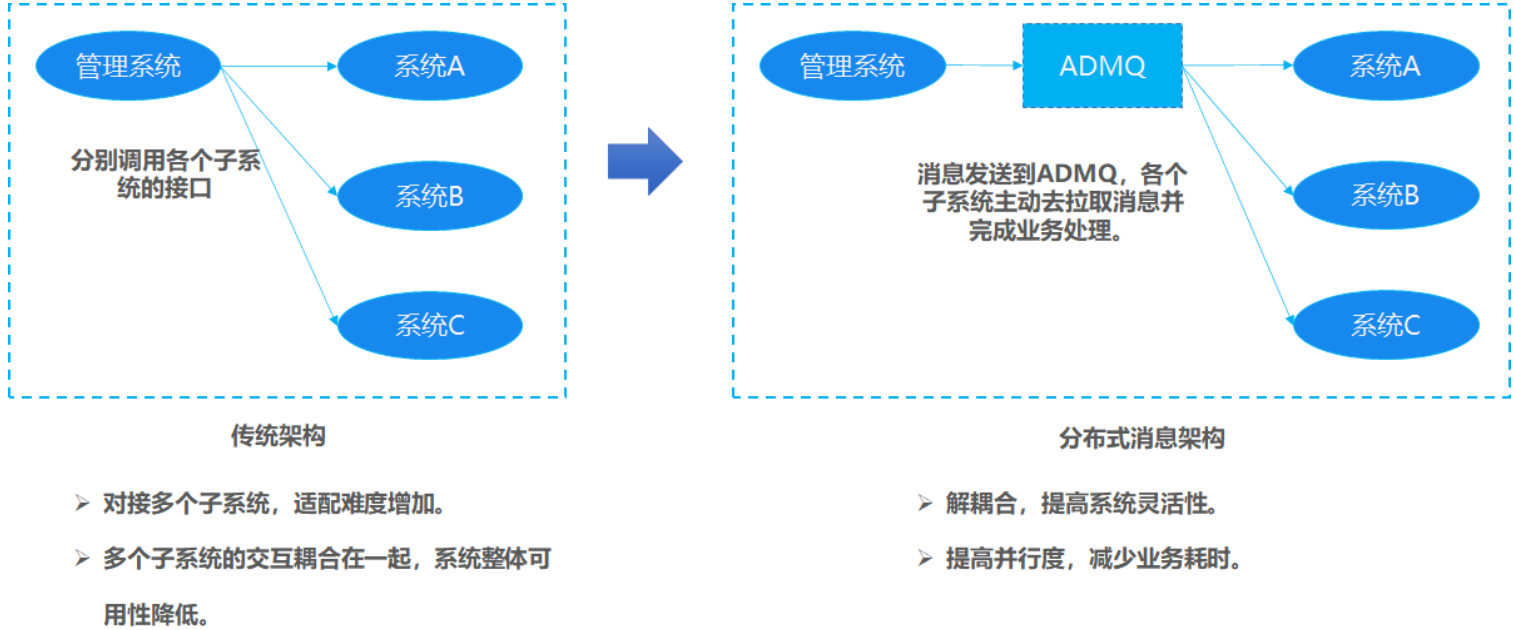 管理系统
系统A
分别调用各个子系
统的接口
系统B
系统C
传统架构
➢ 对接多个子系统，适配难度增加。
➢ 多个子系统的交互耦合在一起，系统整体可
用性降低。
管理系统
ADMQ
系统A
消息发送到ADMQ，各个
子系统主动去拉取消息并
完成业务处理。
系统B
系统C
分布式消息架构
➢ 解耦合，提高系统灵活性。
➢ 提高并行度，减少业务耗时。